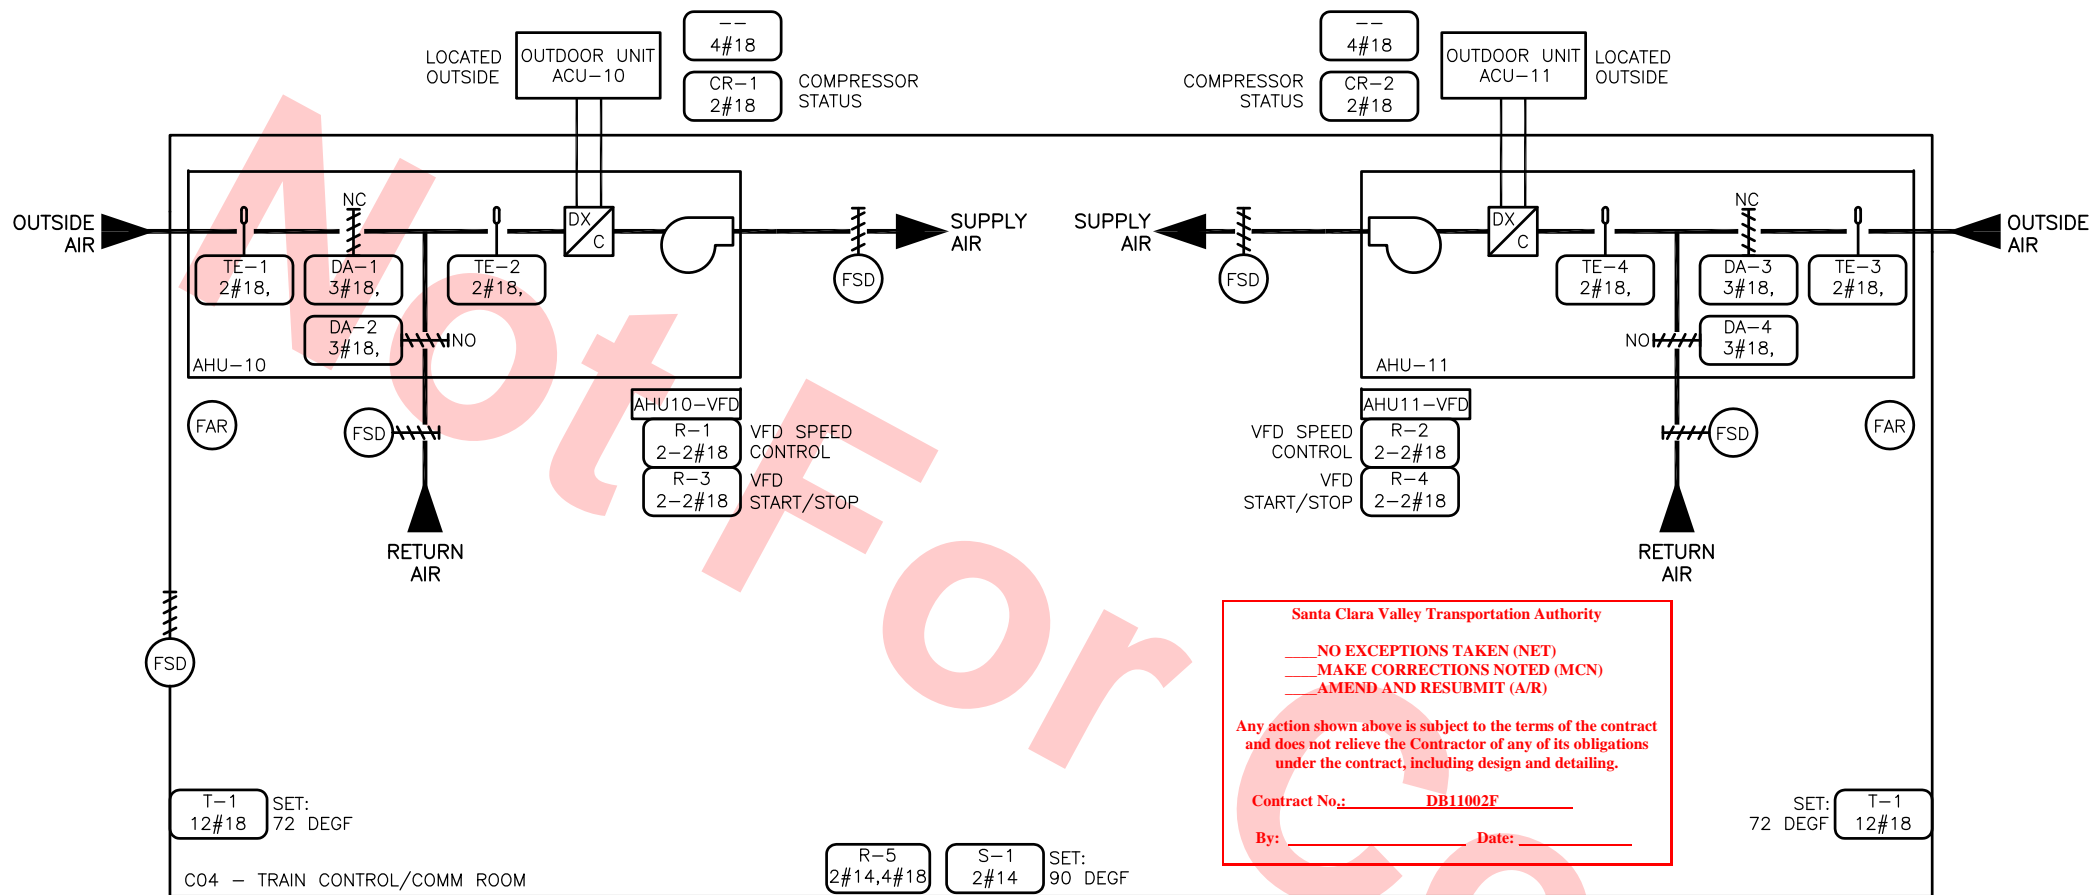 LOCATED
OUTSIDE
OUTDOOR UNIT
ACU-10
--
4#18
CR-1
2#18
COMPRESSOR
STATUS
COMPRESSOR
STATUS
--
4#18
CR-2
2#18
OUTDOOR UNIT
ACU-11
LOCATED
OUTSIDE
OUTSIDE
AIR
TE-1
2#18,
NC
DA-1
3#18,
DA-2
3#18,
NO
TE-2
2#18,
DX
C
AHU-10
FSD
SUPPLY
AIR
SUPPLY
AIR
FSD
DX
C
TE-4
2#18,
NC
DA-3
3#18,
TE-3
2#18,
NO
DA-4
3#18,
AHU-11
OUTSIDE
AIR
FAR
FSD
RETURN
AIR
AHU10-VFD
R-1
2-2#18
VFD SPEED
CONTROL
R-3
2-2#18
VFD
START/STOP
AHU11-VFD
VFD SPEED
CONTROL
R-2
2-2#18
VFD
START/STOP
R-4
2-2#18
FSD
FAR
RETURN
AIR
FSD
Santa Clara Valley Transportation Authority
____NO EXCEPTIONS TAKEN (NET)
____MAKE CORRECTIONS NOTED (MCN)
____AMEND AND RESUBMIT (A/R)
Any action shown above is subject to the terms of the contract
and does not relieve the Contractor of any of its obligations
under the contract, including design and detailing.
Contract No.: DB11002F
By: Date:
T-1
12#18
SET:
72 DEGF
SET:
72 DEGF
T-1
12#18
C04 - TRAIN CONTROL/COMM ROOM
R-5
2#14,4#18
S-1
2#14
SET:
90 DEGF
Not For Co